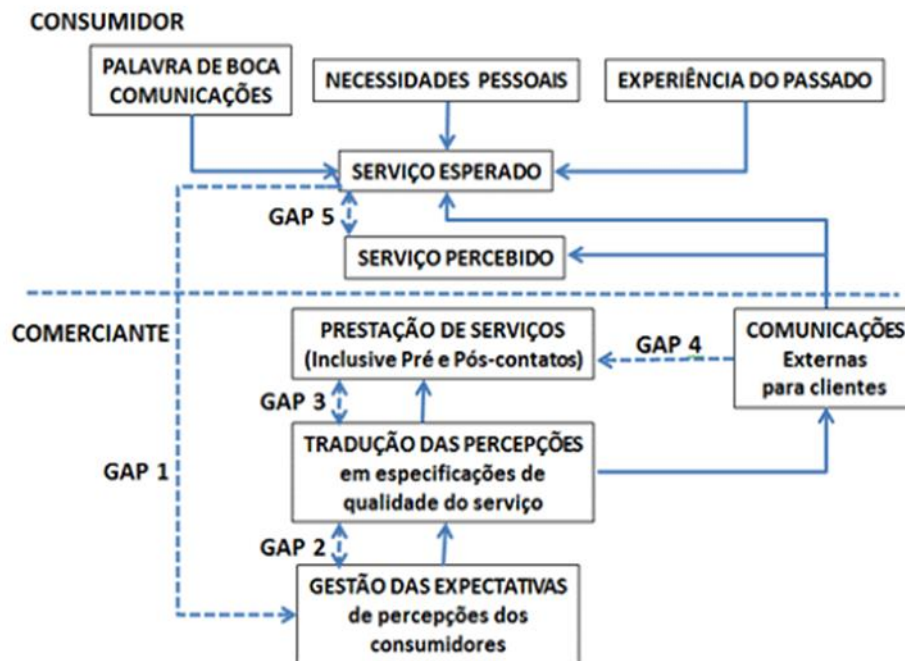 CONSUMIDOR
PALAVRA DE BOCA
COMUNICAÇÕES
NECESSIDADES PESSOAIS
EXPERIÊNCIA DO PASSADO
SERVIÇO ESPERADO
GAP 5
SERVIÇO PERCEBIDO
COMERCIANTE
PRESTAÇÃO DE SERVIÇOS
(Inclusive Pré e Pós-contatos)
GAP 4
COMUNICAÇÕES
Externas
para clientes
GAP 3
TRADUÇÃO DAS PERCEPÇÕES
em especificações de
qualidade do serviço
GAP 1
GAP 2
GESTÃO DAS EXPECTATIVAS
de percepções dos
consumidores